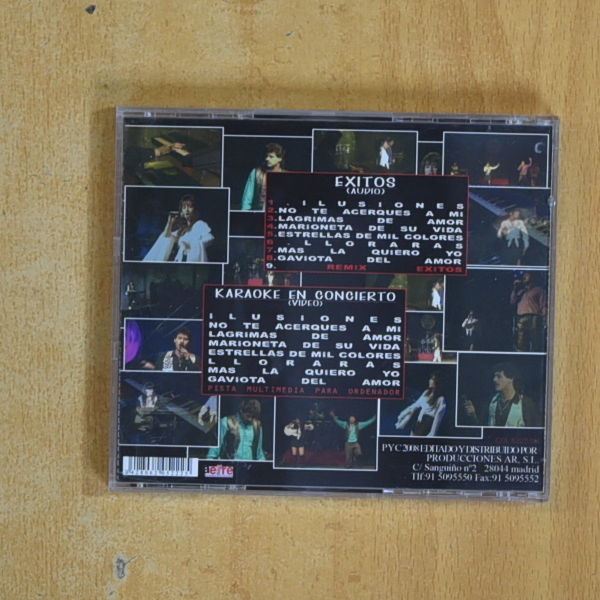 EXITOS
(AUDIO)
1. ILUSIONES
2. NO TE ACERQUES A MI
3. LAGRIMAS DE AMOR
4. MARIONETA DE SU VIDA
5. ESTRELLAS DE MIL COLORES
6. LLORARAS
7. MAS LA QUIERO YO
8. GAVIOTA DEL AMOR
9. REMIX EXITOS
KARAOKE EN CONCIERTO
(VIDEO)
ILUSIONES
NO TE ACERQUES A MI
LAGRIMAS DE AMOR
MARIONETA DE SU VIDA
ESTRELLAS DE MIL COLORES
LLORARAS
MAS LA QUIERO YO
GAVIOTA DEL AMOR
PISTA MULTIMEDIA PARA ORDENADOR
P Y C 2008 EDITADO Y DISTRIBUIDO POR:
PRODUCCIONES AR, S.L.
C/ Sanguiño nº2 28044 madrid
Tlf:91 5095550 Fax:91 5095552